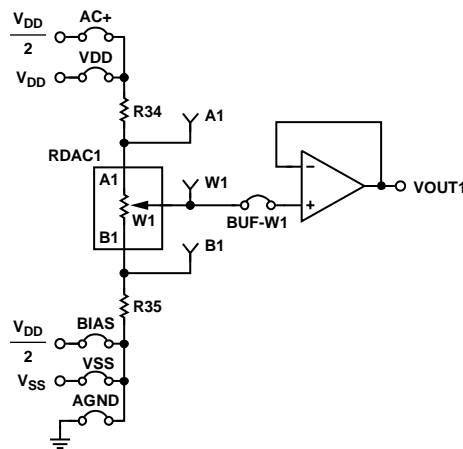 V_DD
2
AC+
VDD
V_DD
R34
A1
RDAC1
A1
W1
W1
B1
BUF-W1
−
+
VOUT1
B1
R35
V_DD
2
BIAS
VSS
V_SS
AGND